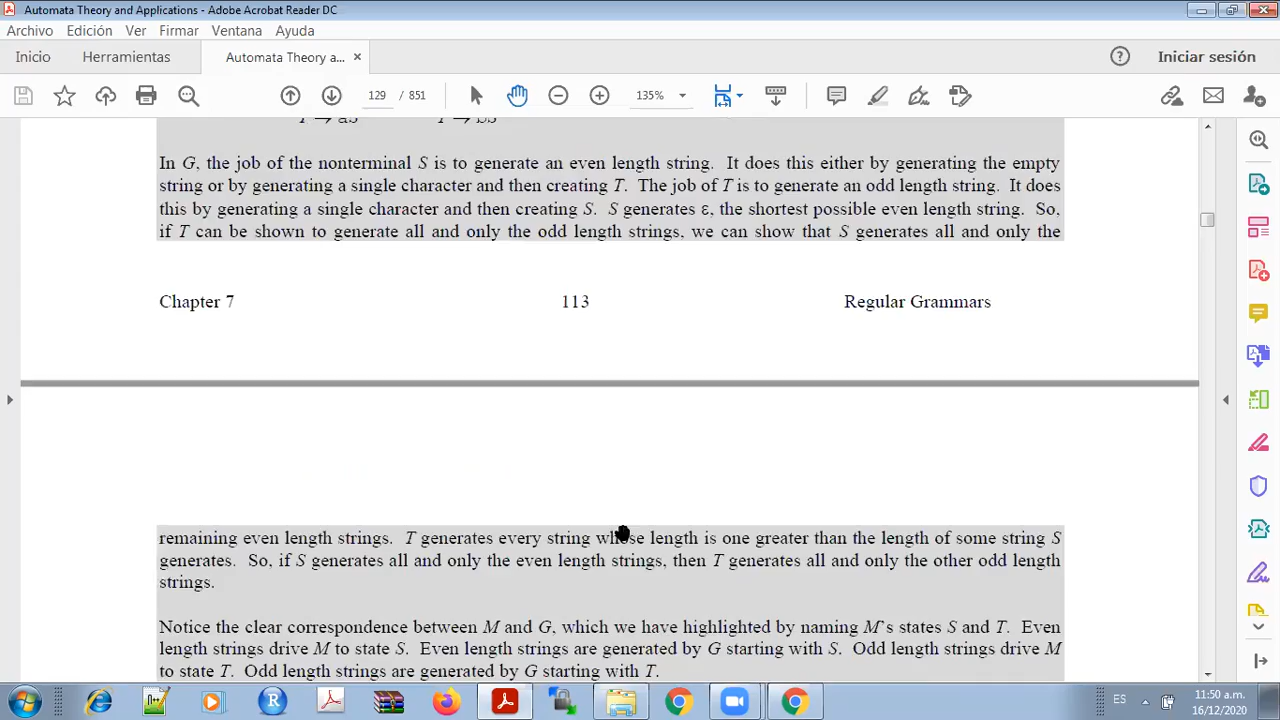 Automata Theory and Applications - Adobe Acrobat Reader DC
Archivo Edición Ver Firmar Ventana Ayuda
Inicio Herramientas Automata Theory a... × Iniciar sesión
129 / 851 135%
T → aS T → bS
In G, the job of the nonterminal S is to generate an even length string. It does this either by generating the empty
string or by generating a single character and then creating T. The job of T is to generate an odd length string. It does
this by generating a single character and then creating S. S generates ε, the shortest possible even length string. So,
if T can be shown to generate all and only the odd length strings, we can show that S generates all and only the
Chapter 7 113 Regular Grammars
remaining even length strings. T generates every string whose length is one greater than the length of some string S
generates. So, if S generates all and only the even length strings, then T generates all and only the other odd length
strings.
Notice the clear correspondence between M and G, which we have highlighted by naming M's states S and T. Even
length strings drive M to state S. Even length strings are generated by G starting with S. Odd length strings drive M
to state T. Odd length strings are generated by G starting with T.
ES 11:50 a.m.
16/12/2020